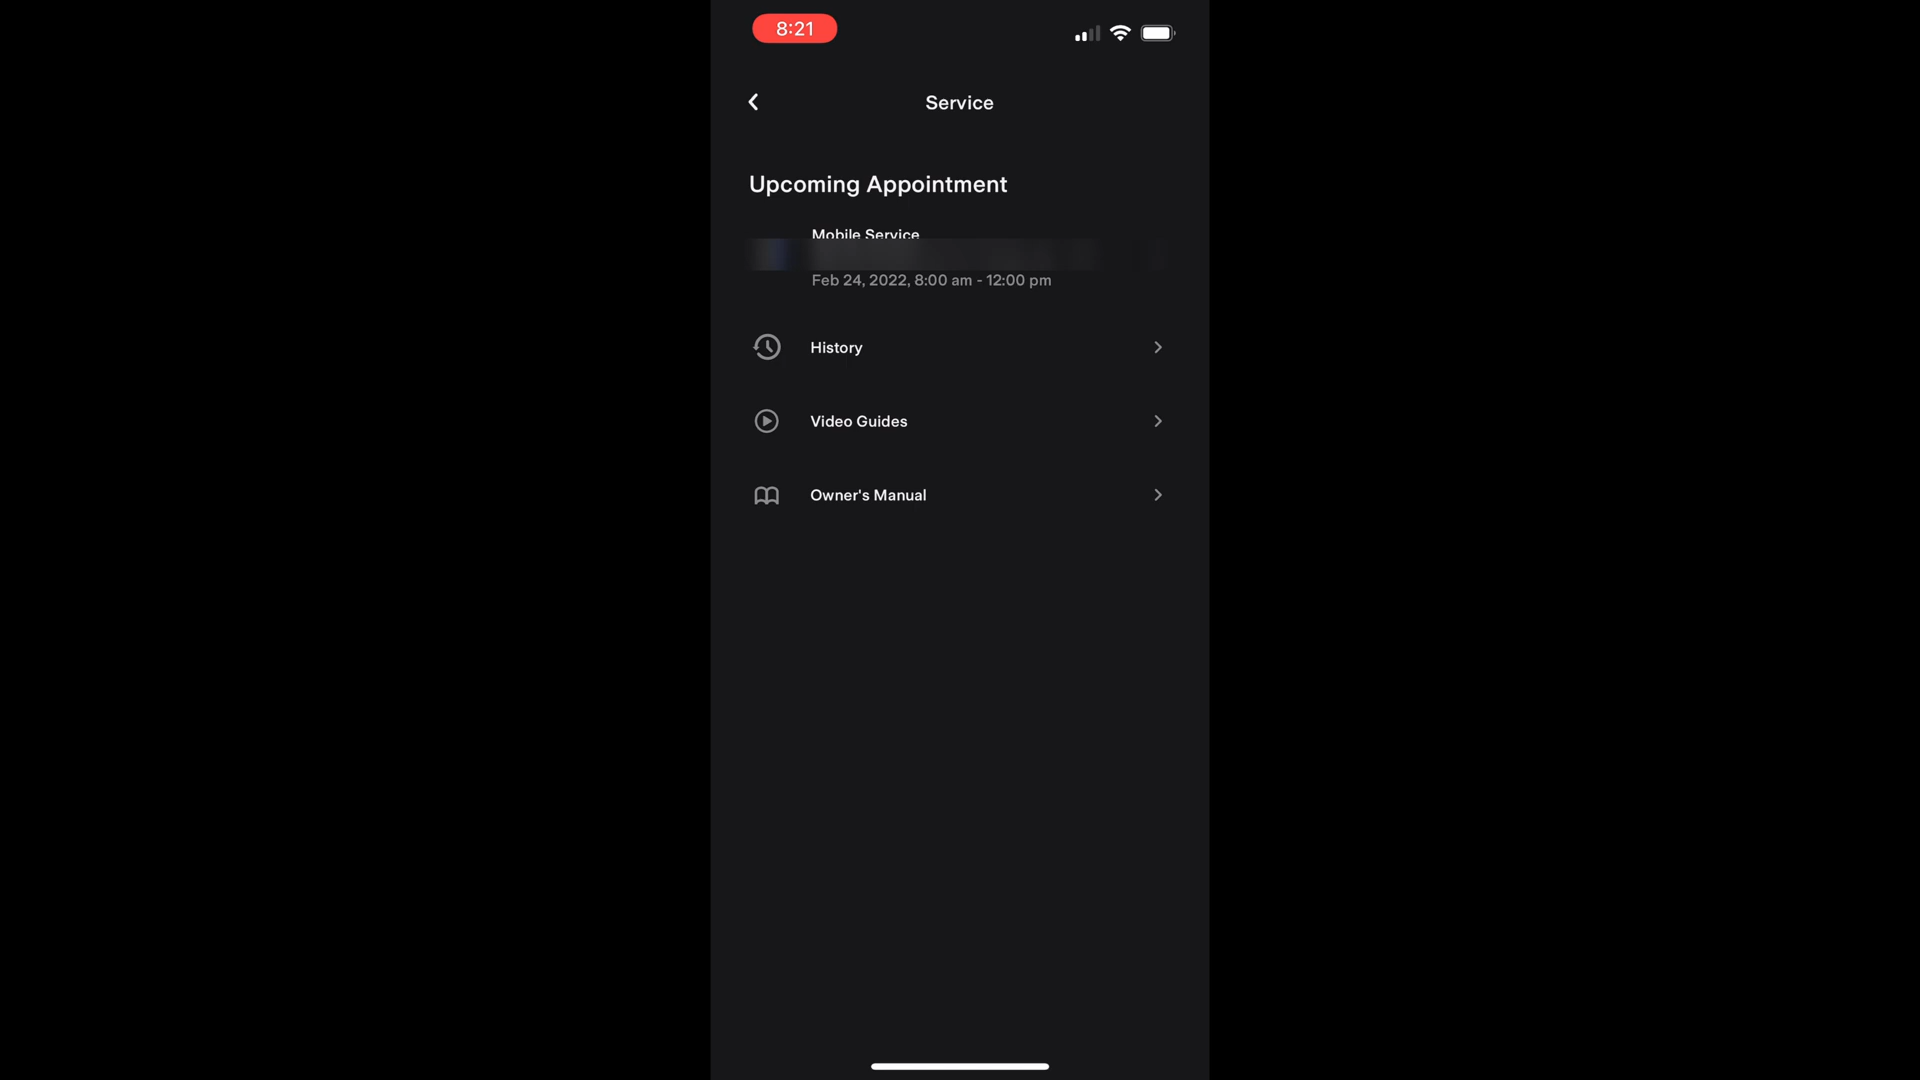 8:21
Service
Upcoming Appointment
Mobile Service
Feb 24, 2022, 8:00 am - 12:00 pm
History
Video Guides
Owner's Manual